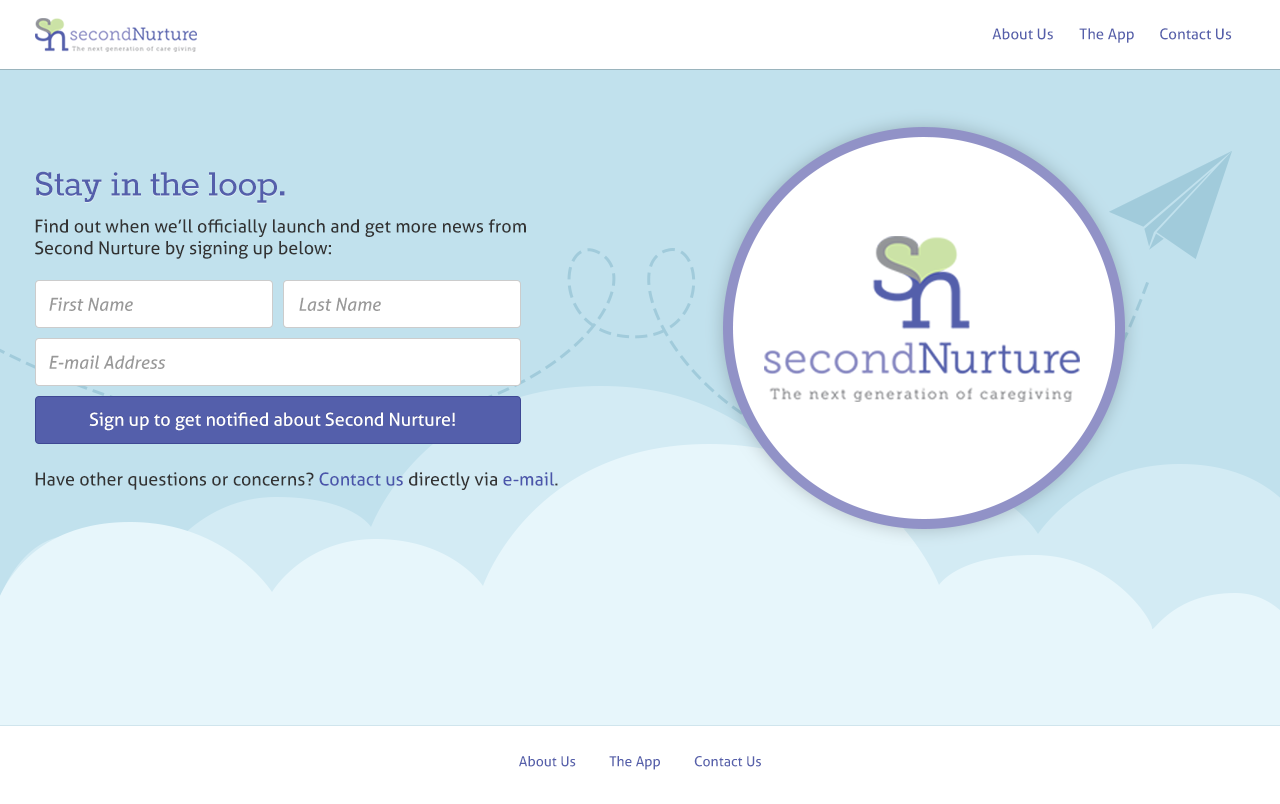 Sn secondNurture
The next generation of care giving
About Us
The App
Contact Us
Stay in the loop.
Find out when we’ll officially launch and get more news from
Second Nurture by signing up below:
First Name
Last Name
E-mail Address
Sign up to get notified about Second Nurture!
Have other questions or concerns? Contact us directly via e-mail.
Sn
secondNurture
The next generation of caregiving
About Us
The App
Contact Us